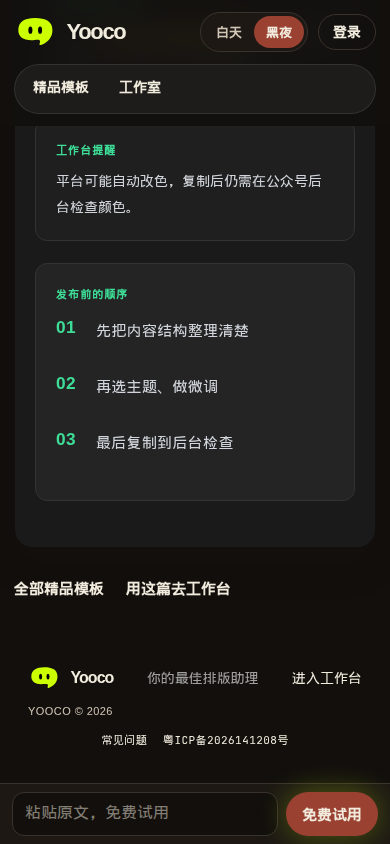 Yooco
白天 黑夜 登录
精品模板 工作室
工作台提醒
平台可能自动改色，复制后仍需在公众号后
台检查颜色。
发布前的顺序
01 先把内容结构整理清楚
02 再选主题、做微调
03 最后复制到后台检查
全部精品模板 用这篇去工作台
Yooco 你的最佳排版助理 进入工作台
YOOCO © 2026
常见问题 粤ICP备2026141208号
粘贴原文，免费试用 免费试用